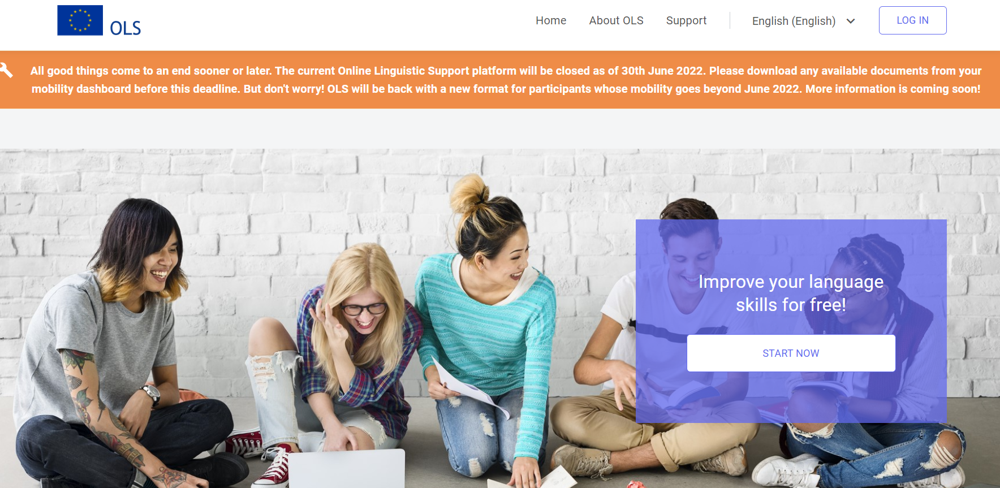 OLS
Home
About OLS
Support
English (English)
LOG IN
All good things come to an end sooner or later. The current Online Linguistic Support platform will be closed as of 30th June 2022. Please download any available documents from your
mobility dashboard before this deadline. But don't worry! OLS will be back with a new format for participants whose mobility goes beyond June 2022. More information is coming soon!
Improve your language
skills for free!
START NOW